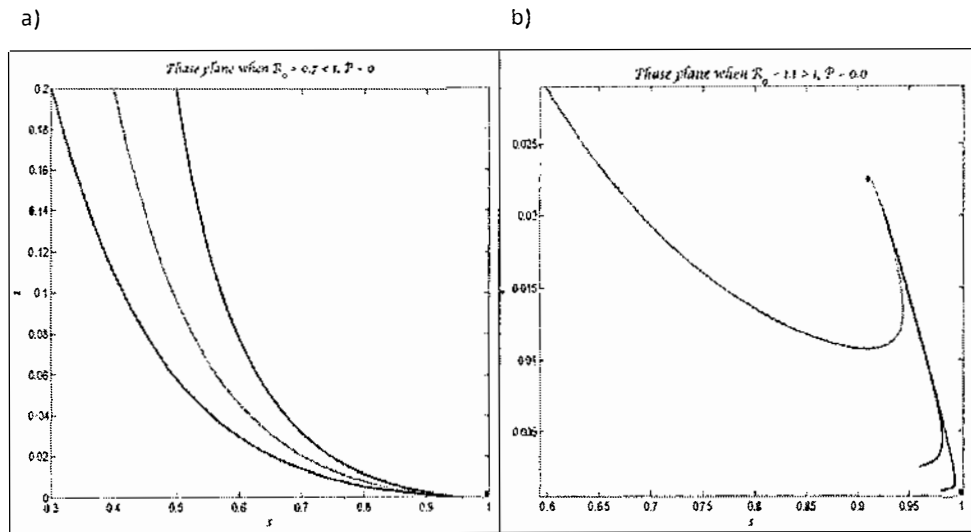 a)
b)
Phase plane when R₀ = 0.7 < 1, P = 0
0.2
0.18
0.16
0.14
0.12
0.1
0.08
0.06
0.04
0.02
0
0.3 0.4 0.5 0.6 0.7 0.8 0.9 1
s
Phase plane when R₀ = 1.1 > 1, P = 0.0
0.025
0.015
0.005
0.6 0.65 0.7 0.75 0.8 0.85 0.9 0.95 1
s